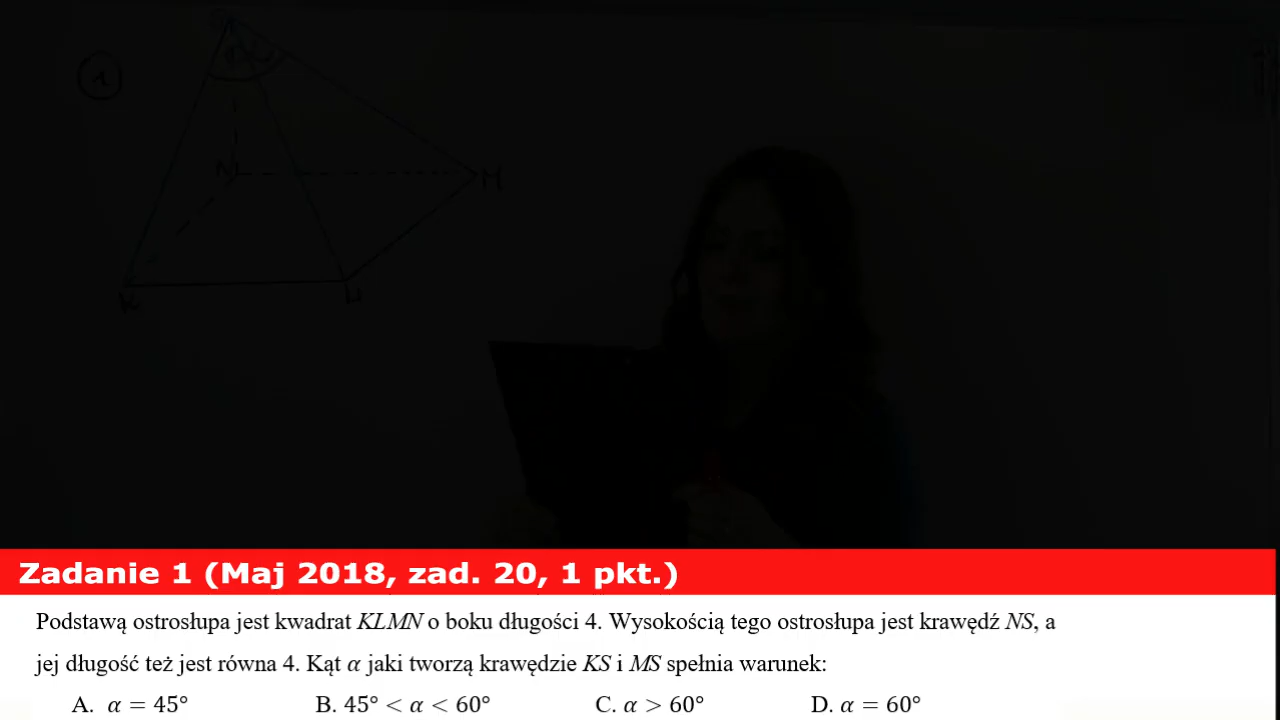 1
N
M
K
L
Zadanie 1 (Maj 2018, zad. 20, 1 pkt.)
Podstawą ostrosłupa jest kwadrat KLMN o boku długości 4. Wysokością tego ostrosłupa jest krawędź NS, a
jej długość też jest równa 4. Kąt α jaki tworzą krawędzie KS i MS spełnia warunek:
A. α = 45° B. 45° < α < 60° C. α > 60° D. α = 60°